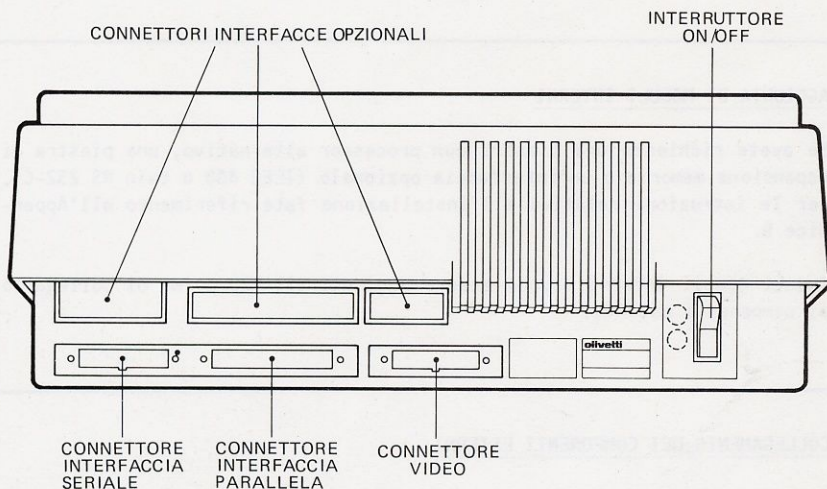 INTERRUTTORE
ON/OFF
CONNETTORI INTERFACCE OPZIONALI
olivetti
CONNETTORE
INTERFACCIA
SERIALE
CONNETTORE
INTERFACCIA
PARALLELA
CONNETTORE
VIDEO